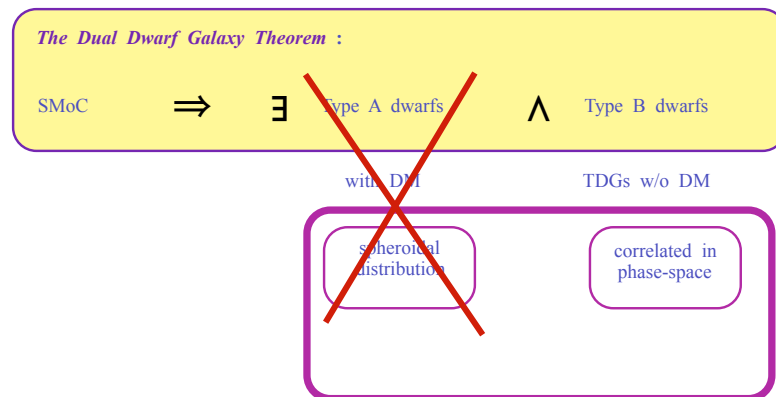 The Dual Dwarf Galaxy Theorem :
SMoC ⇒ ∃ Type A dwarfs ∧ Type B dwarfs
with DM TDGs w/o DM
spheroidal
distribution
correlated in
phase-space